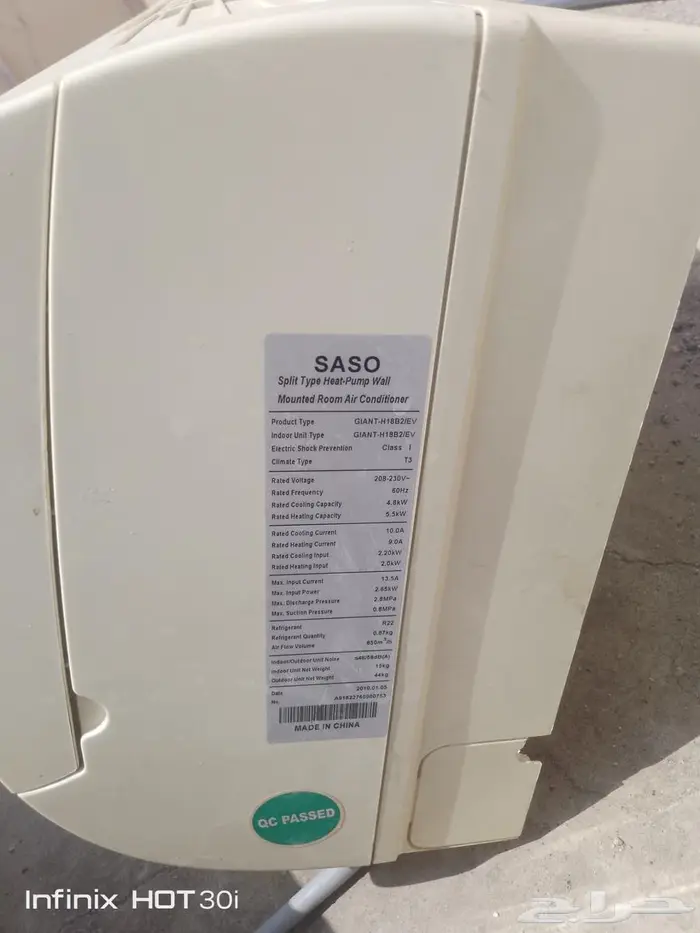 SASO
Split Type Heat-Pump Wall
Mounted Room Air Conditioner
Product Type GIANT-H18B2/EV
Indoor Unit Type GIANT-H18B2/EV
Electric Shock Prevention Class I
Climate Type T3
Rated Voltage 208-230V~
Rated Frequency 60Hz
Rated Cooling Capacity 4.8kW
Rated Heating Capacity 5.5kW
Rated Cooling Current 10.0A
Rated Heating Current 9.0A
Rated Cooling Input 2.20kW
Rated Heating Input 2.0kW
Max. Input Current 13.5A
Max. Input Power 2.65kW
Max. Discharge Pressure 2.8MPa
Max. Suction Pressure 0.8MPa
Refrigerant R22
Refrigerant Quantity 0.87kg
Air Flow Volume 850m³/h
Indoor/Outdoor Unit Noise
Indoor Unit Net Weight
Outdoor Unit Net Weight 44kg
Date 2010.01.05
No.
MADE IN CHINA
QC PASSED
Infinix HOT 30i
حراج